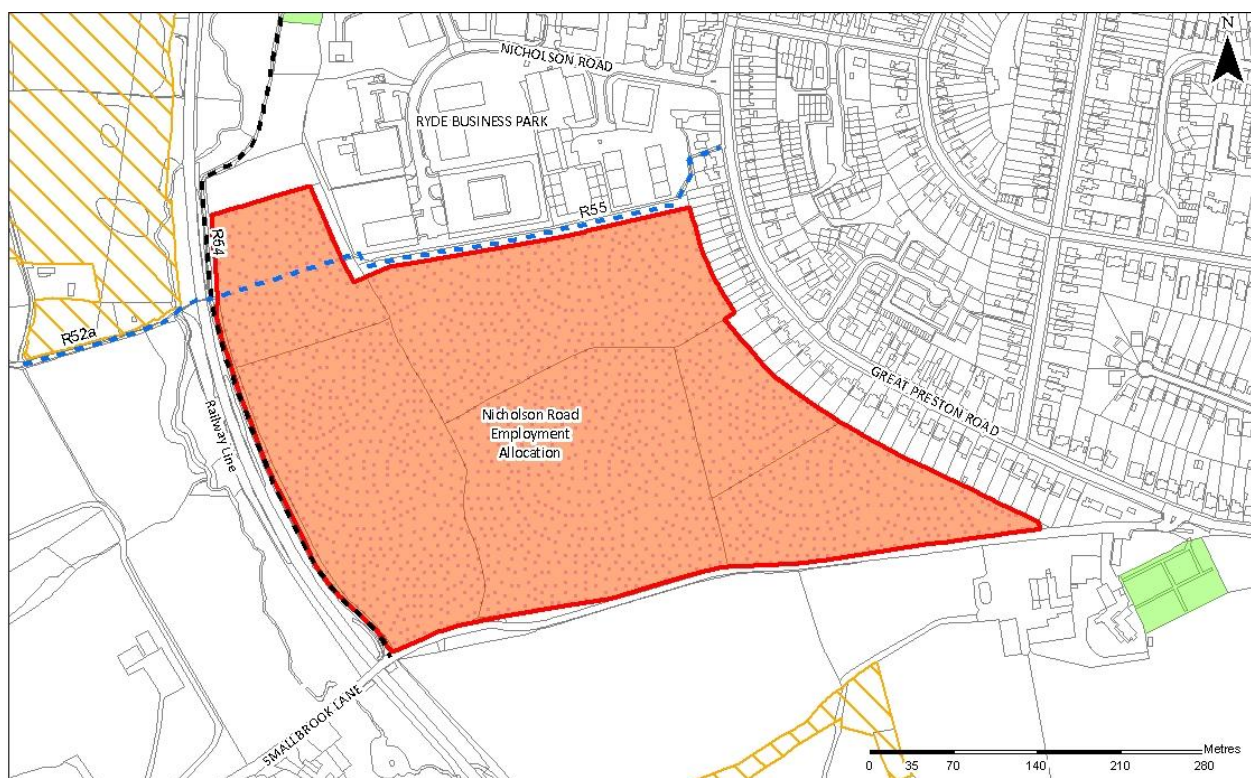 N
NICHOLSON ROAD
RYDE BUSINESS PARK
R55
R54
R52a
Railway Line
GREAT PRESTON ROAD
Nicholson Road
Employment
Allocation
SMALLBROOK LANE
Metres
0 35 70 140 210 280